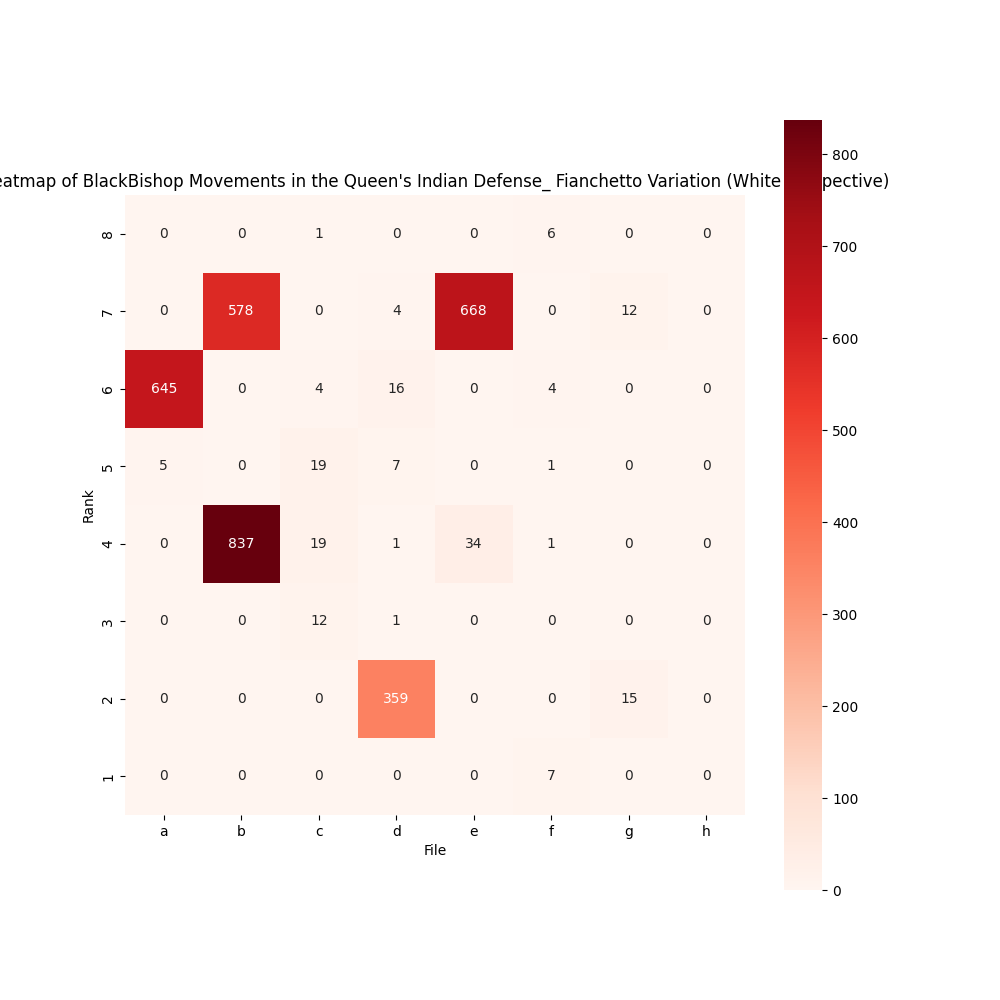 eatmap of BlackBishop Movements in the Queen's Indian Defense_ Fianchetto Variation (White spective)
8 0 0 1 0 0 6 0 0
7 0 578 0 4 668 0 12 0
6 645 0 4 16 0 4 0 0
5 5 0 19 7 0 1 0 0
4 0 837 19 1 34 1 0 0
3 0 0 12 1 0 0 0 0
2 0 0 0 359 0 0 15 0
1 0 0 0 0 0 7 0 0
a b c d e f g h
File
Rank
800
700
600
500
400
300
200
100
0